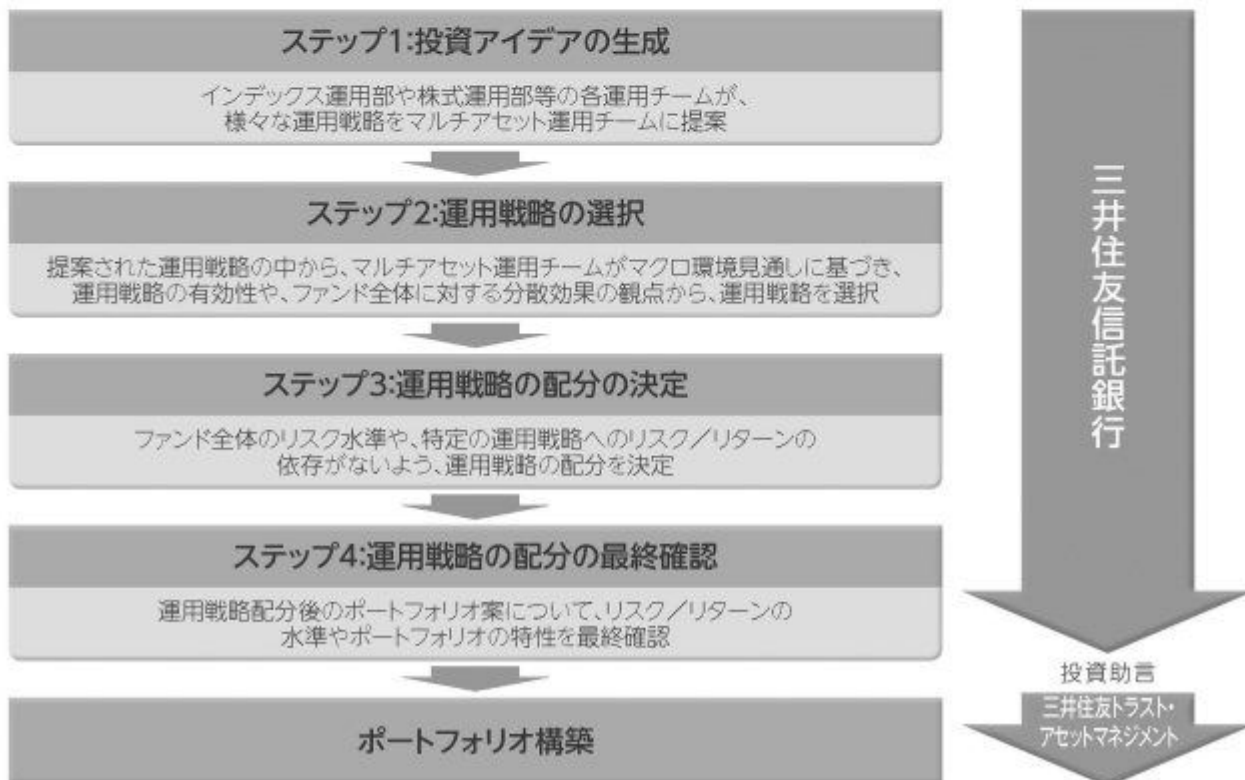 ステップ1:投資アイデアの生成
インデックス運用部や株式運用部等の各運用チームが、
様々な運用戦略をマルチアセット運用チームに提案
ステップ2:運用戦略の選択
提案された運用戦略の中から、マルチアセット運用チームがマクロ環境見通しに基づき、
運用戦略の有効性や、ファンド全体に対する分散効果の観点から、運用戦略を選択
ステップ3:運用戦略の配分の決定
ファンド全体のリスク水準や、特定の運用戦略へのリスク／リターンの
依存がないよう、運用戦略の配分を決定
ステップ4:運用戦略の配分の最終確認
運用戦略配分後のポートフォリオ案について、リスク／リターンの
水準やポートフォリオの特性を最終確認
ポートフォリオ構築
三井住友信託銀行
投資助言
三井住友トラスト・
アセットマネジメント